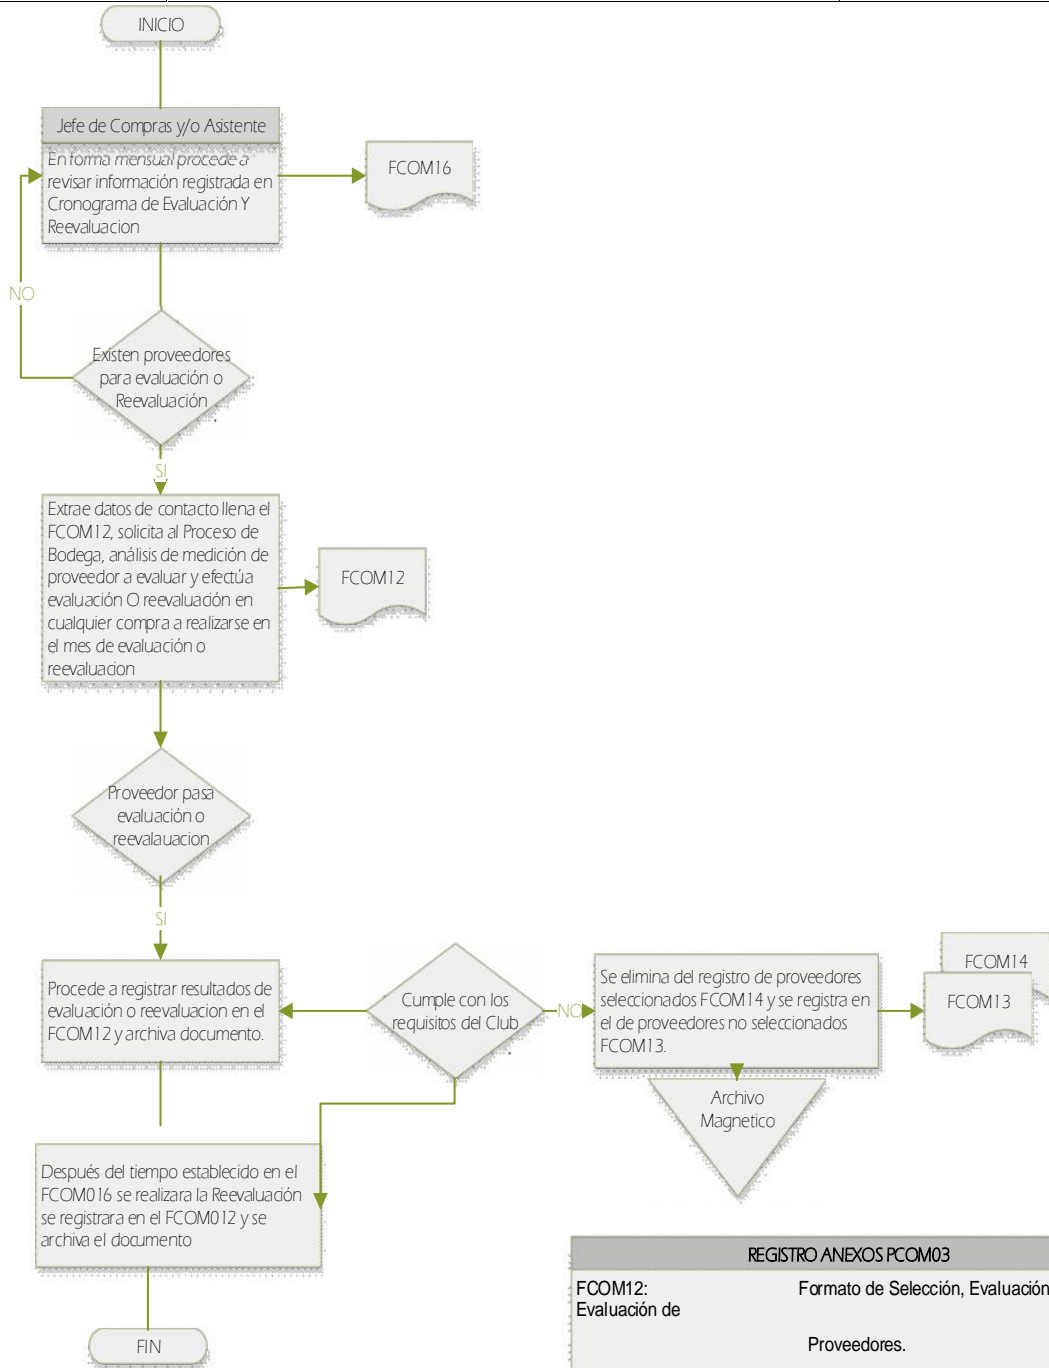 INICIO
Jefe de Compras y/o Asistente
En forma mensual procede a
revisar información registrada en
Cronograma de Evaluación Y
Reevaluacion
FCOM16
NO
Existen proveedores
para evaluación o
Reevaluación
SI
Extrae datos de contacto llena el
FCOM12, solicita al Proceso de
Bodega, análisis de medición de
proveedor a evaluar y efectúa
evaluación O reevaluación en
cualquier compra a realizarse en
el mes de evaluación o
reevaluacion
FCOM12
Proveedor pasa
evaluación o
reevalauacion
SI
Procede a registrar resultados de
evaluación o reevaluacion en el
FCOM12 y archiva documento.
Cumple con los
requisitos del Club
NO
Se elimina del registro de proveedores
seleccionados FCOM14 y se registra en
el de proveedores no seleccionados
FCOM13.
FCOM14
FCOM13
Archivo
Magnetico
Después del tiempo establecido en el
FCOM016 se realizara la Reevaluación
se registrara en el FCOM012 y se
archiva el documento
FIN
REGISTRO ANEXOS PCOM03
FCOM12: Formato de Selección, Evaluación
Evaluación de
Proveedores.